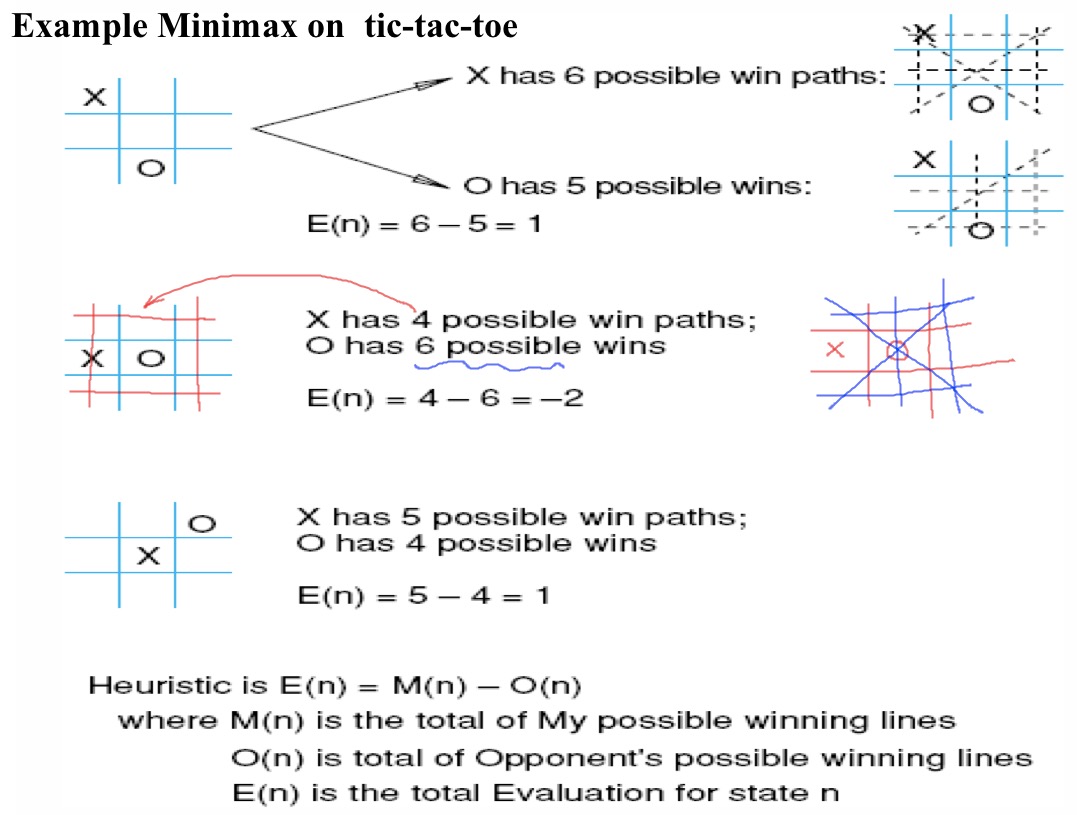 Example Minimax on tic-tac-toe
X
O
X has 6 possible win paths:
X
O
O has 5 possible wins:
X
O
E(n) = 6 – 5 = 1
X O
X has 4 possible win paths;
O has 6 possible wins
E(n) = 4 – 6 = –2
X O
O
X
X has 5 possible win paths;
O has 4 possible wins
E(n) = 5 – 4 = 1
Heuristic is E(n) = M(n) – O(n)
where M(n) is the total of My possible winning lines
O(n) is total of Opponent's possible winning lines
E(n) is the total Evaluation for state n